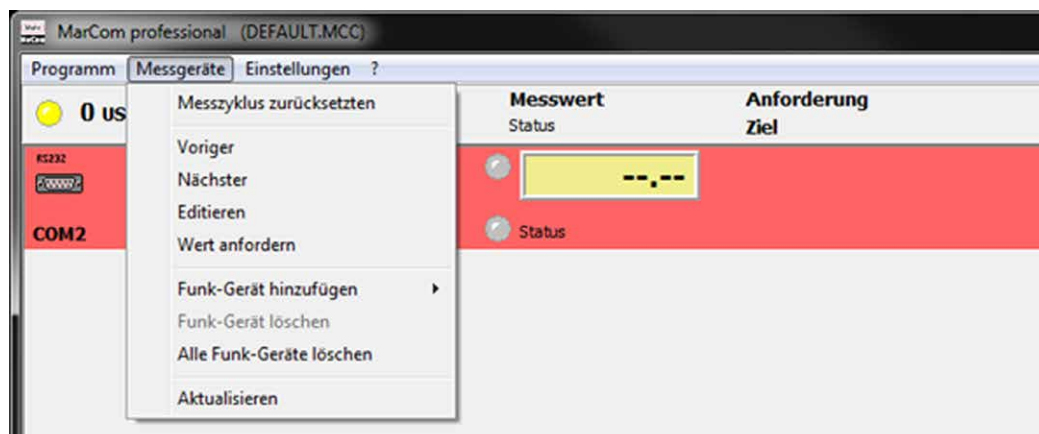 MarCom professional (DEFAULT.MCC)
Programm Messgeräte Einstellungen ?
0 US
Messwert
Status
Anforderung
Ziel
RS232
COM2
--.--
Status
Messzyklus zurücksetzten
Voriger
Nächster
Editieren
Wert anfordern
Funk-Gerät hinzufügen
Funk-Gerät löschen
Alle Funk-Geräte löschen
Aktualisieren